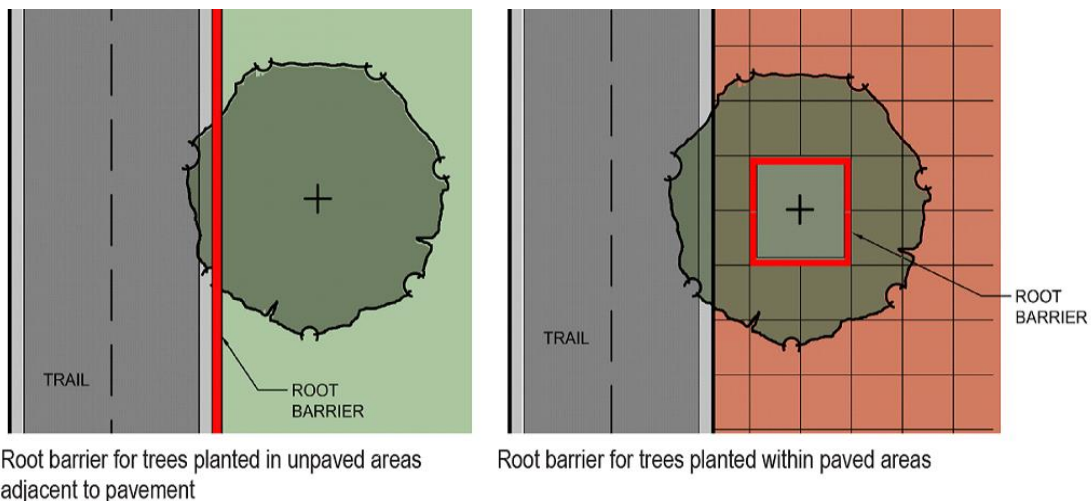 TRAIL
ROOT
BARRIER
Root barrier for trees planted in unpaved areas
adjacent to pavement
TRAIL
ROOT
BARRIER
Root barrier for trees planted within paved areas